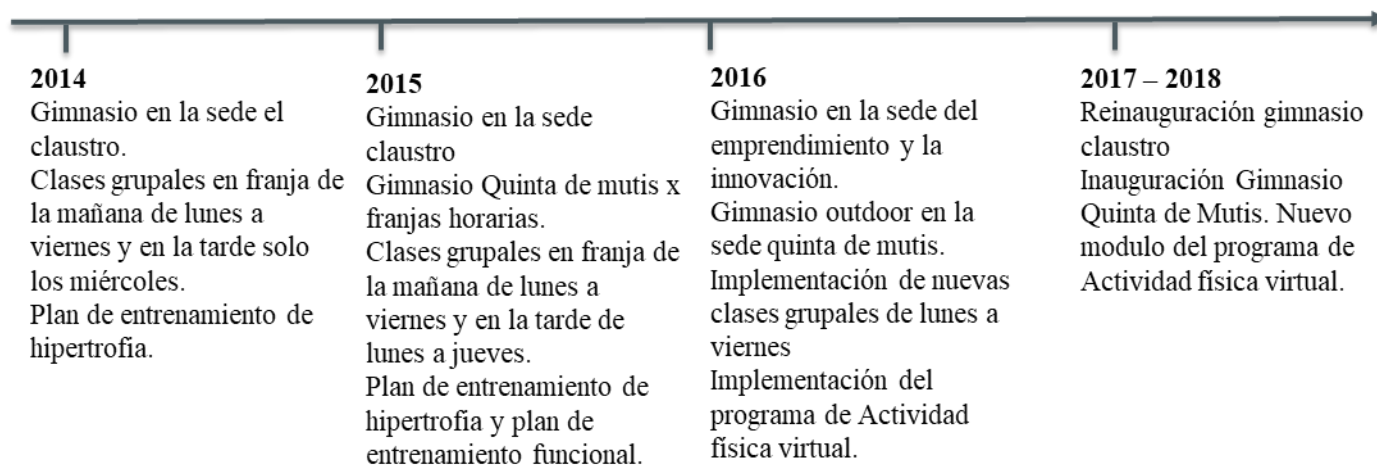 2014
Gimnasio en la sede el
claustro.
Clases grupales en franja de
la mañana de lunes a
viernes y en la tarde solo
los miércoles.
Plan de entrenamiento de
hipertrofia.
2015
Gimnasio en la sede
claustro
Gimnasio Quinta de mutis x
franjas horarias.
Clases grupales en franja de
la mañana de lunes a
viernes y en la tarde de
lunes a jueves.
Plan de entrenamiento de
hipertrofia y plan de
entrenamiento funcional.
2016
Gimnasio en la sede del
emprendimiento y la
innovación.
Gimnasio outdoor en la
sede quinta de mutis.
Implementación de nuevas
clases grupales de lunes a
viernes
Implementación del
programa de Actividad
física virtual.
2017 – 2018
Reinauguración gimnasio
claustro
Inauguración Gimnasio
Quinta de Mutis. Nuevo
modulo del programa de
Actividad física virtual.